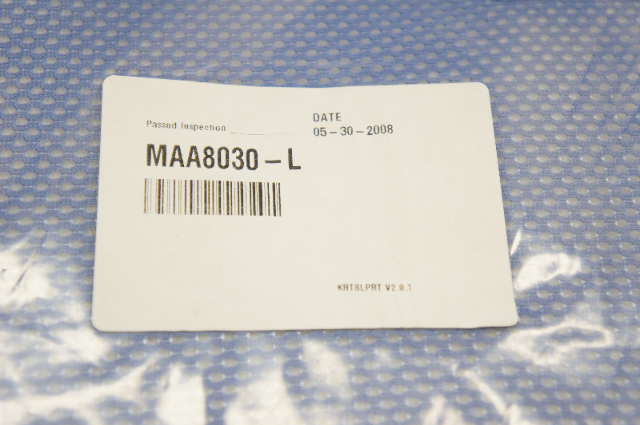 DATE
Passed Inspection
05-30-2008
MAA8030-L
KRTSLPRT V2.0.1